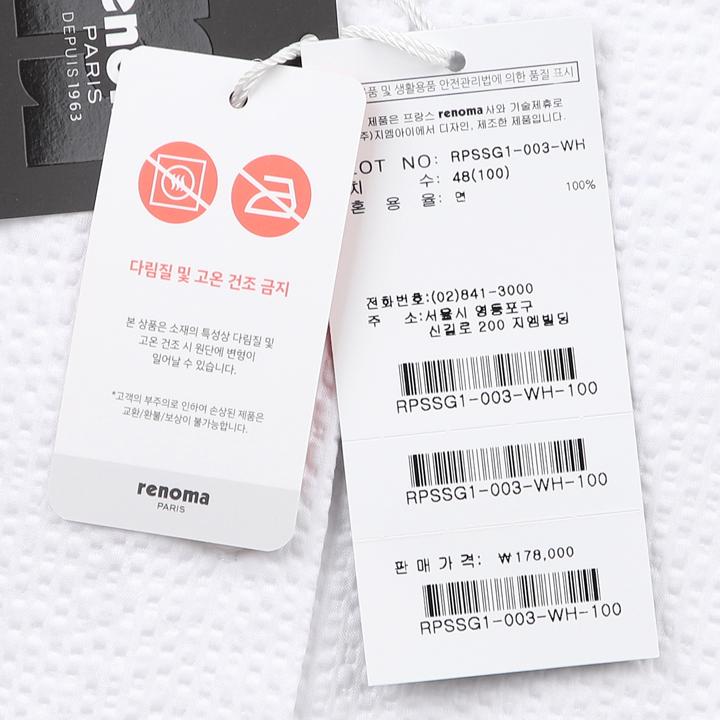 PARIS
DEPUIS1963
다림질 및 고온 건조 금지
본 상품은 소재의 특성상 다림질 및
고온 건조 시 원단에 변형이
일어날 수 있습니다.
*고객의 부주의로 인하여 손상된 제품은
교환/환불/보상이 불가능합니다.
renoma
PARIS
및 생활용품 안전관리법에 의한 품질 표시
제품은 프랑스 renoma사와 기술제휴로
지엠아이에서 디자인, 제조한 제품입니다.
LOT NO: RPSSG1-003-WH
치 수: 48(100)
혼 용 율: 면 100%
전화번호:(02)841-3000
주 소:서울시 영등포구
신길로 200 지엠빌딩
RPSSG1-003-WH-100
RPSSG1-003-WH-100
판 매 가 격: ₩178,000
RPSSG1-003-WH-100